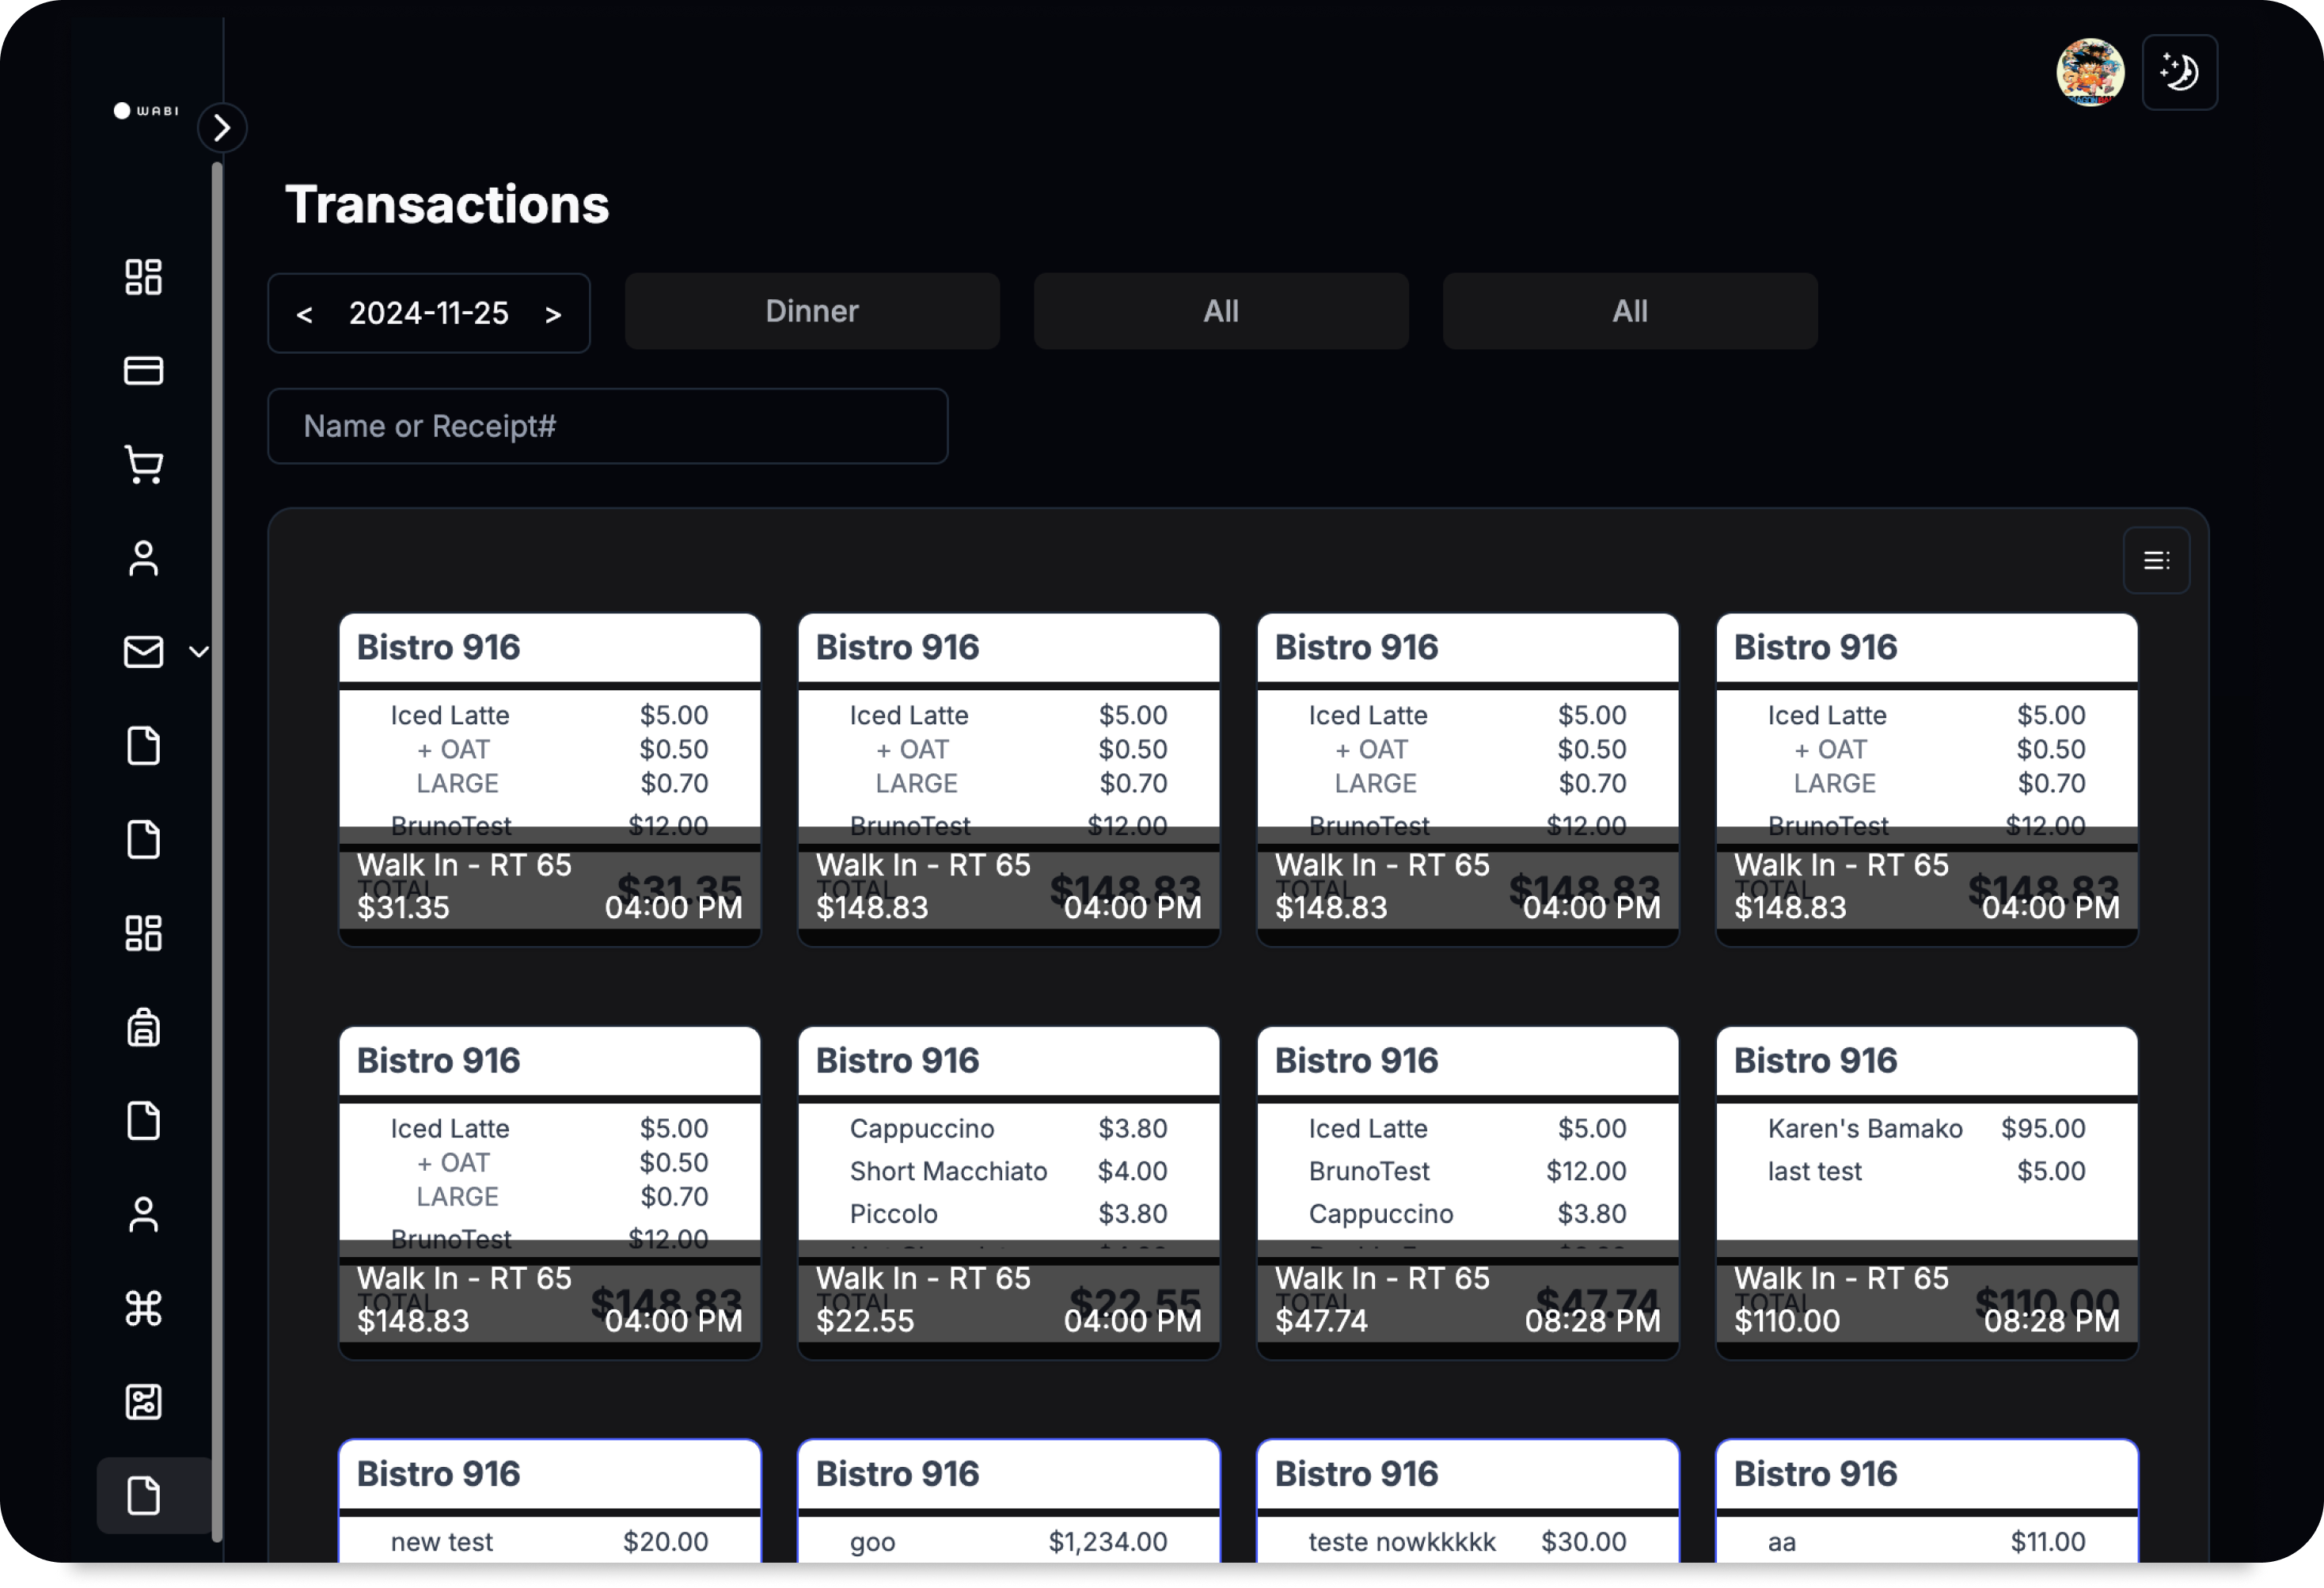 WABI
Transactions
< 2024-11-25 >
Dinner
All
All
Name or Receipt#
Bistro 916
Iced Latte $5.00
+ OAT $0.50
LARGE $0.70
BrunoTest $12.00
Walk In - RT 65
TOTAL $31.35
$31.35 04:00 PM
Bistro 916
Iced Latte $5.00
+ OAT $0.50
LARGE $0.70
BrunoTest $12.00
Walk In - RT 65
TOTAL $148.83
$148.83 04:00 PM
Bistro 916
Iced Latte $5.00
+ OAT $0.50
LARGE $0.70
BrunoTest $12.00
Walk In - RT 65
TOTAL $148.83
$148.83 04:00 PM
Bistro 916
Iced Latte $5.00
+ OAT $0.50
LARGE $0.70
BrunoTest $12.00
Walk In - RT 65
TOTAL $148.83
$148.83 04:00 PM
Bistro 916
Iced Latte $5.00
+ OAT $0.50
LARGE $0.70
BrunoTest $12.00
Walk In - RT 65
TOTAL $148.83
$148.83 04:00 PM
Bistro 916
Cappuccino $3.80
Short Macchiato $4.00
Piccolo $3.80
Walk In - RT 65
TOTAL $22.55
$22.55 04:00 PM
Bistro 916
Iced Latte $5.00
BrunoTest $12.00
Cappuccino $3.80
Walk In - RT 65
TOTAL $47.74
$47.74 08:28 PM
Bistro 916
Karen's Bamako $95.00
last test $5.00
Walk In - RT 65
TOTAL $110.00
$110.00 08:28 PM
Bistro 916
new test $20.00
Bistro 916
goo $1,234.00
Bistro 916
teste nowkkkkk $30.00
Bistro 916
aa $11.00